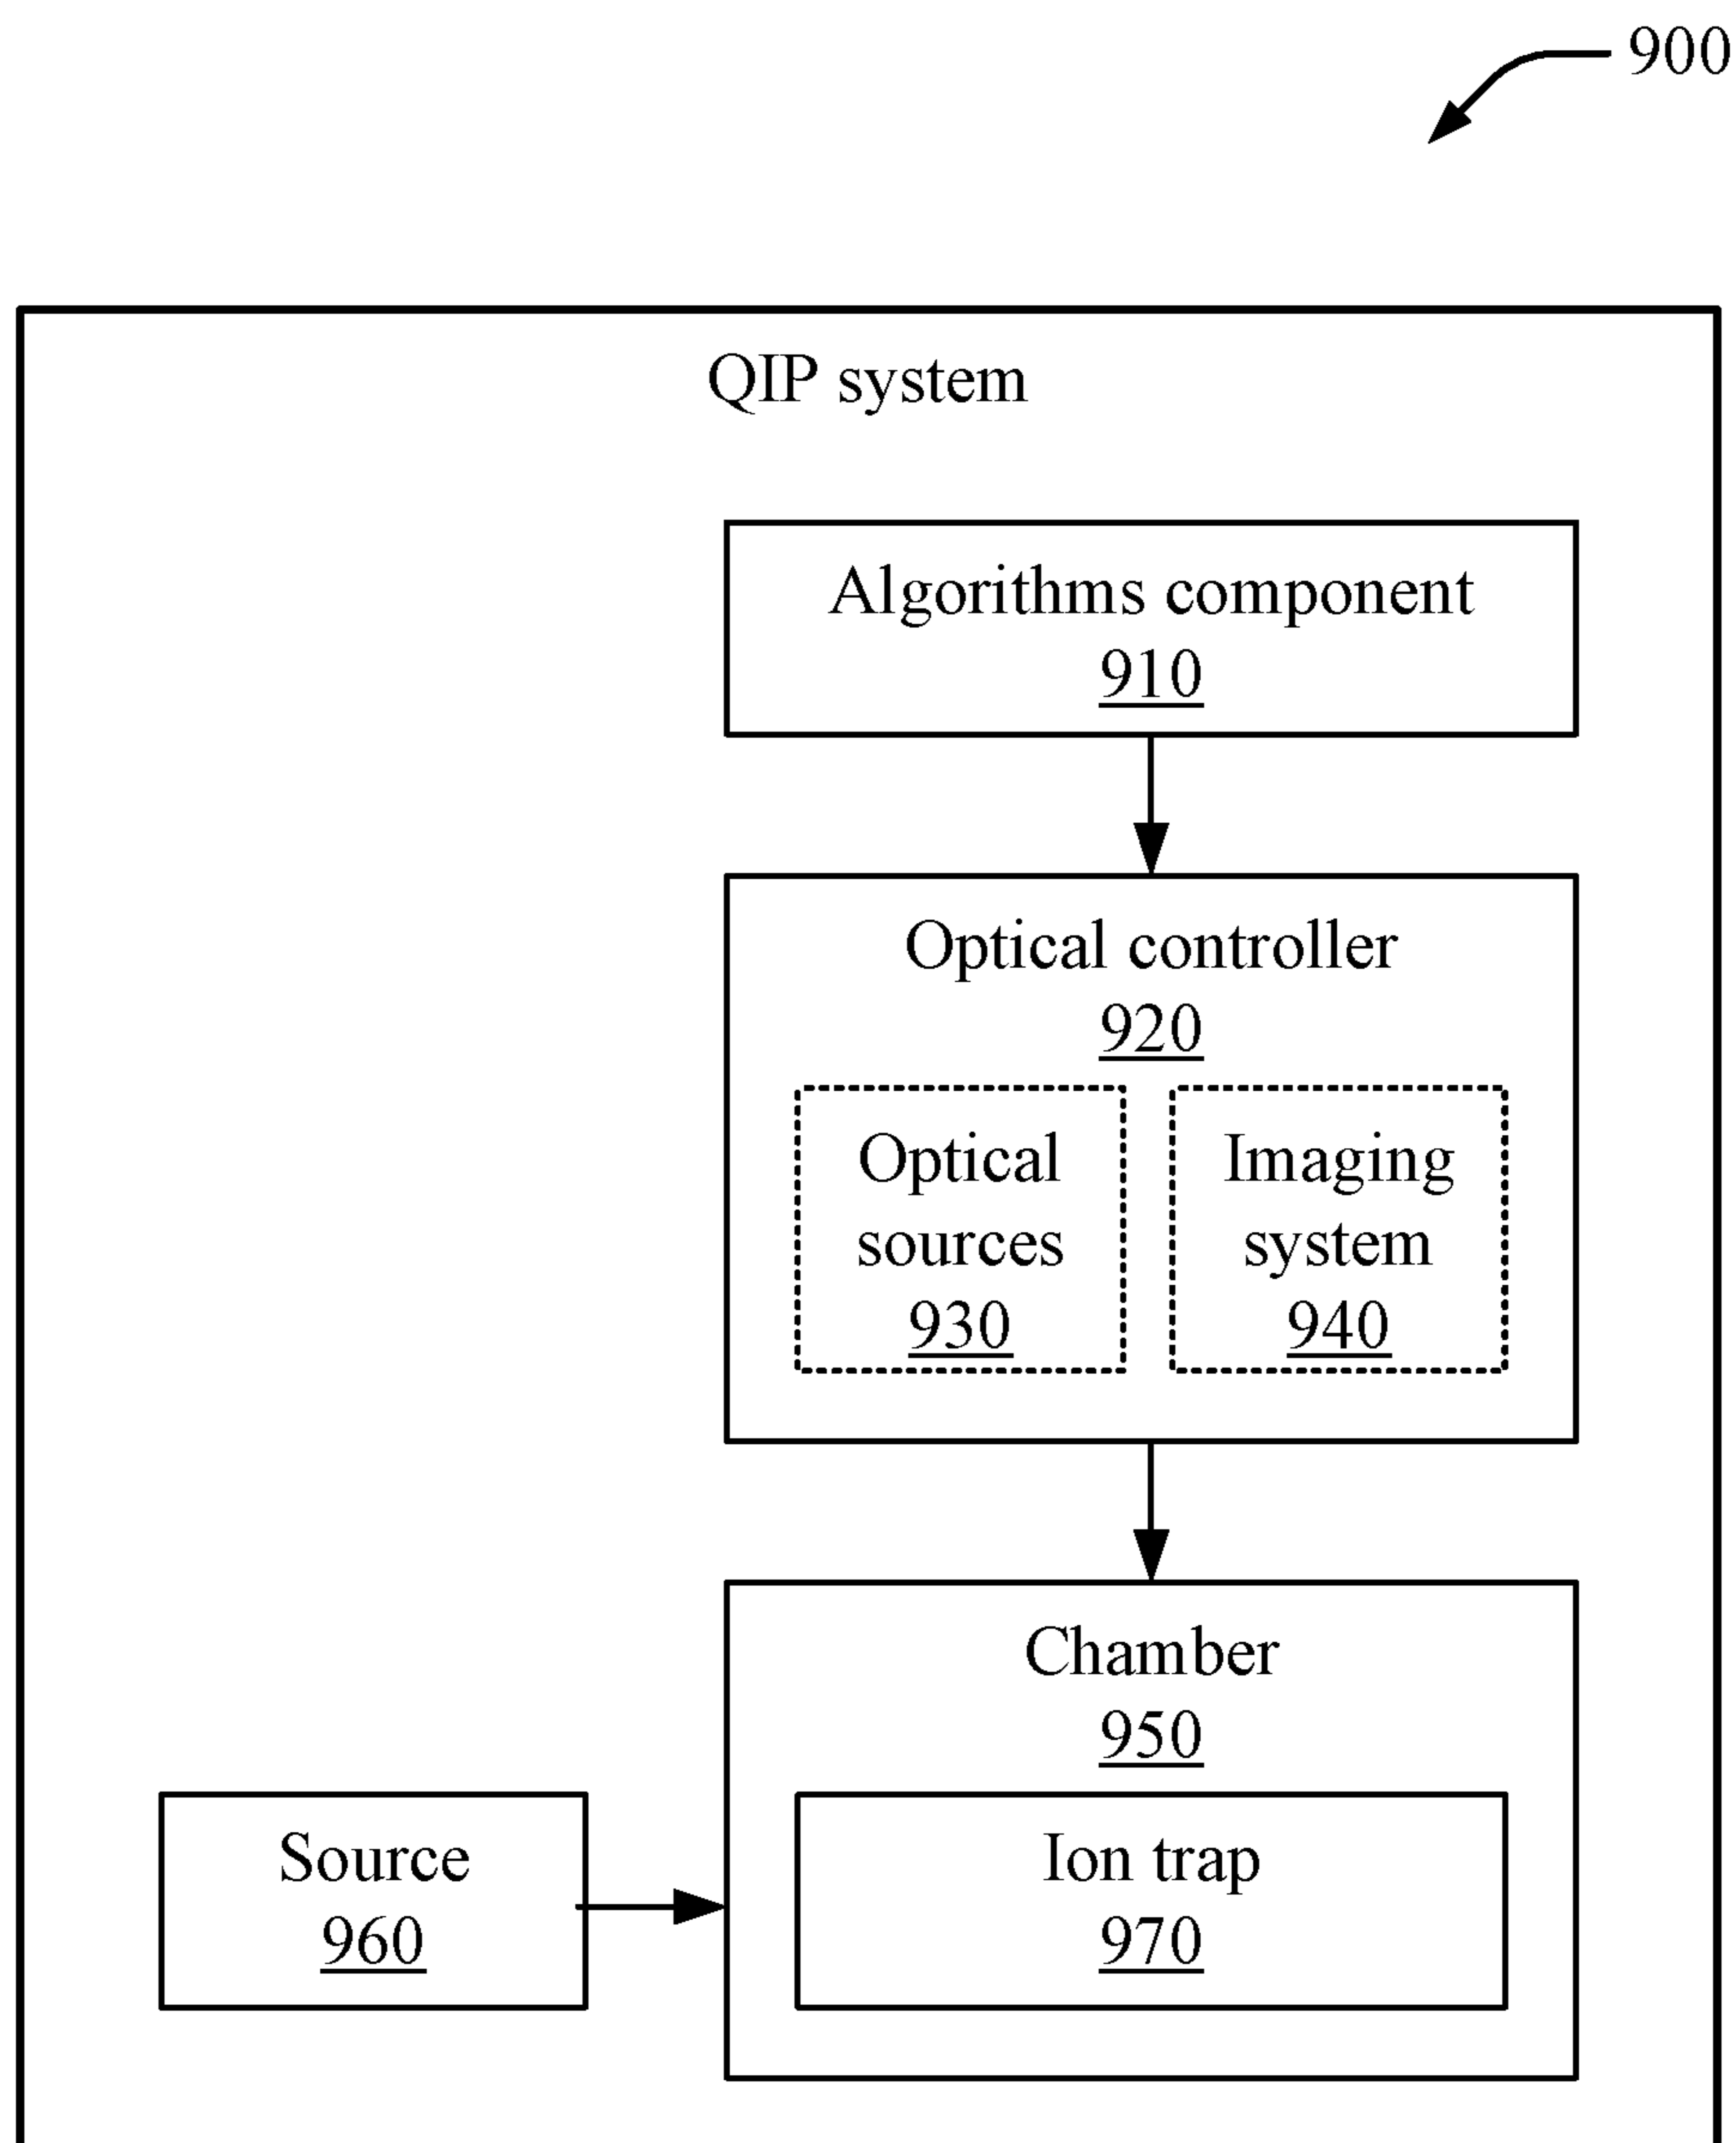 900
QIP system
Algorithms component
910
Optical controller
920
Optical
sources
930
Imaging
system
940
Chamber
950
Source
960
Ion trap
970